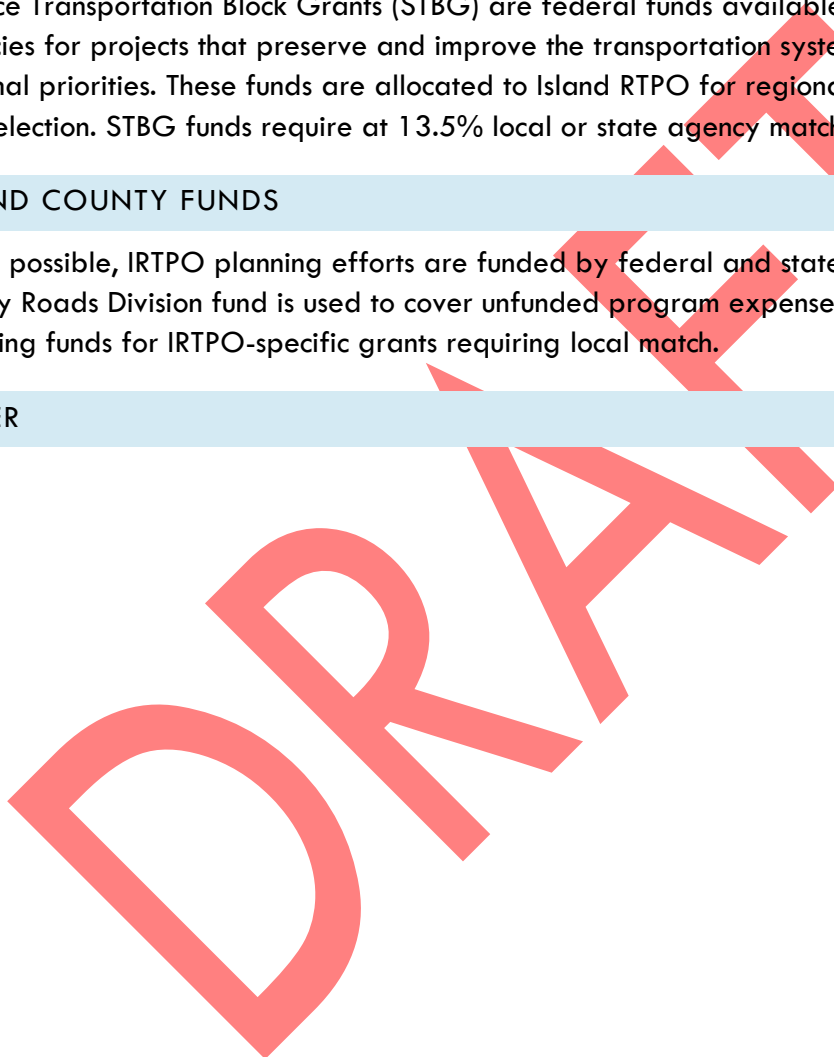 ce Transportation Block Grants (STBG) are federal funds available
cies for projects that preserve and improve the transportation syste
nal priorities. These funds are allocated to Island RTPO for regiona
election. STBG funds require at 13.5% local or state agency match
ND COUNTY FUNDS
possible, IRTPO planning efforts are funded by federal and state
y Roads Division fund is used to cover unfunded program expense
ing funds for IRTPO-specific grants requiring local match.
ER
DRAFT